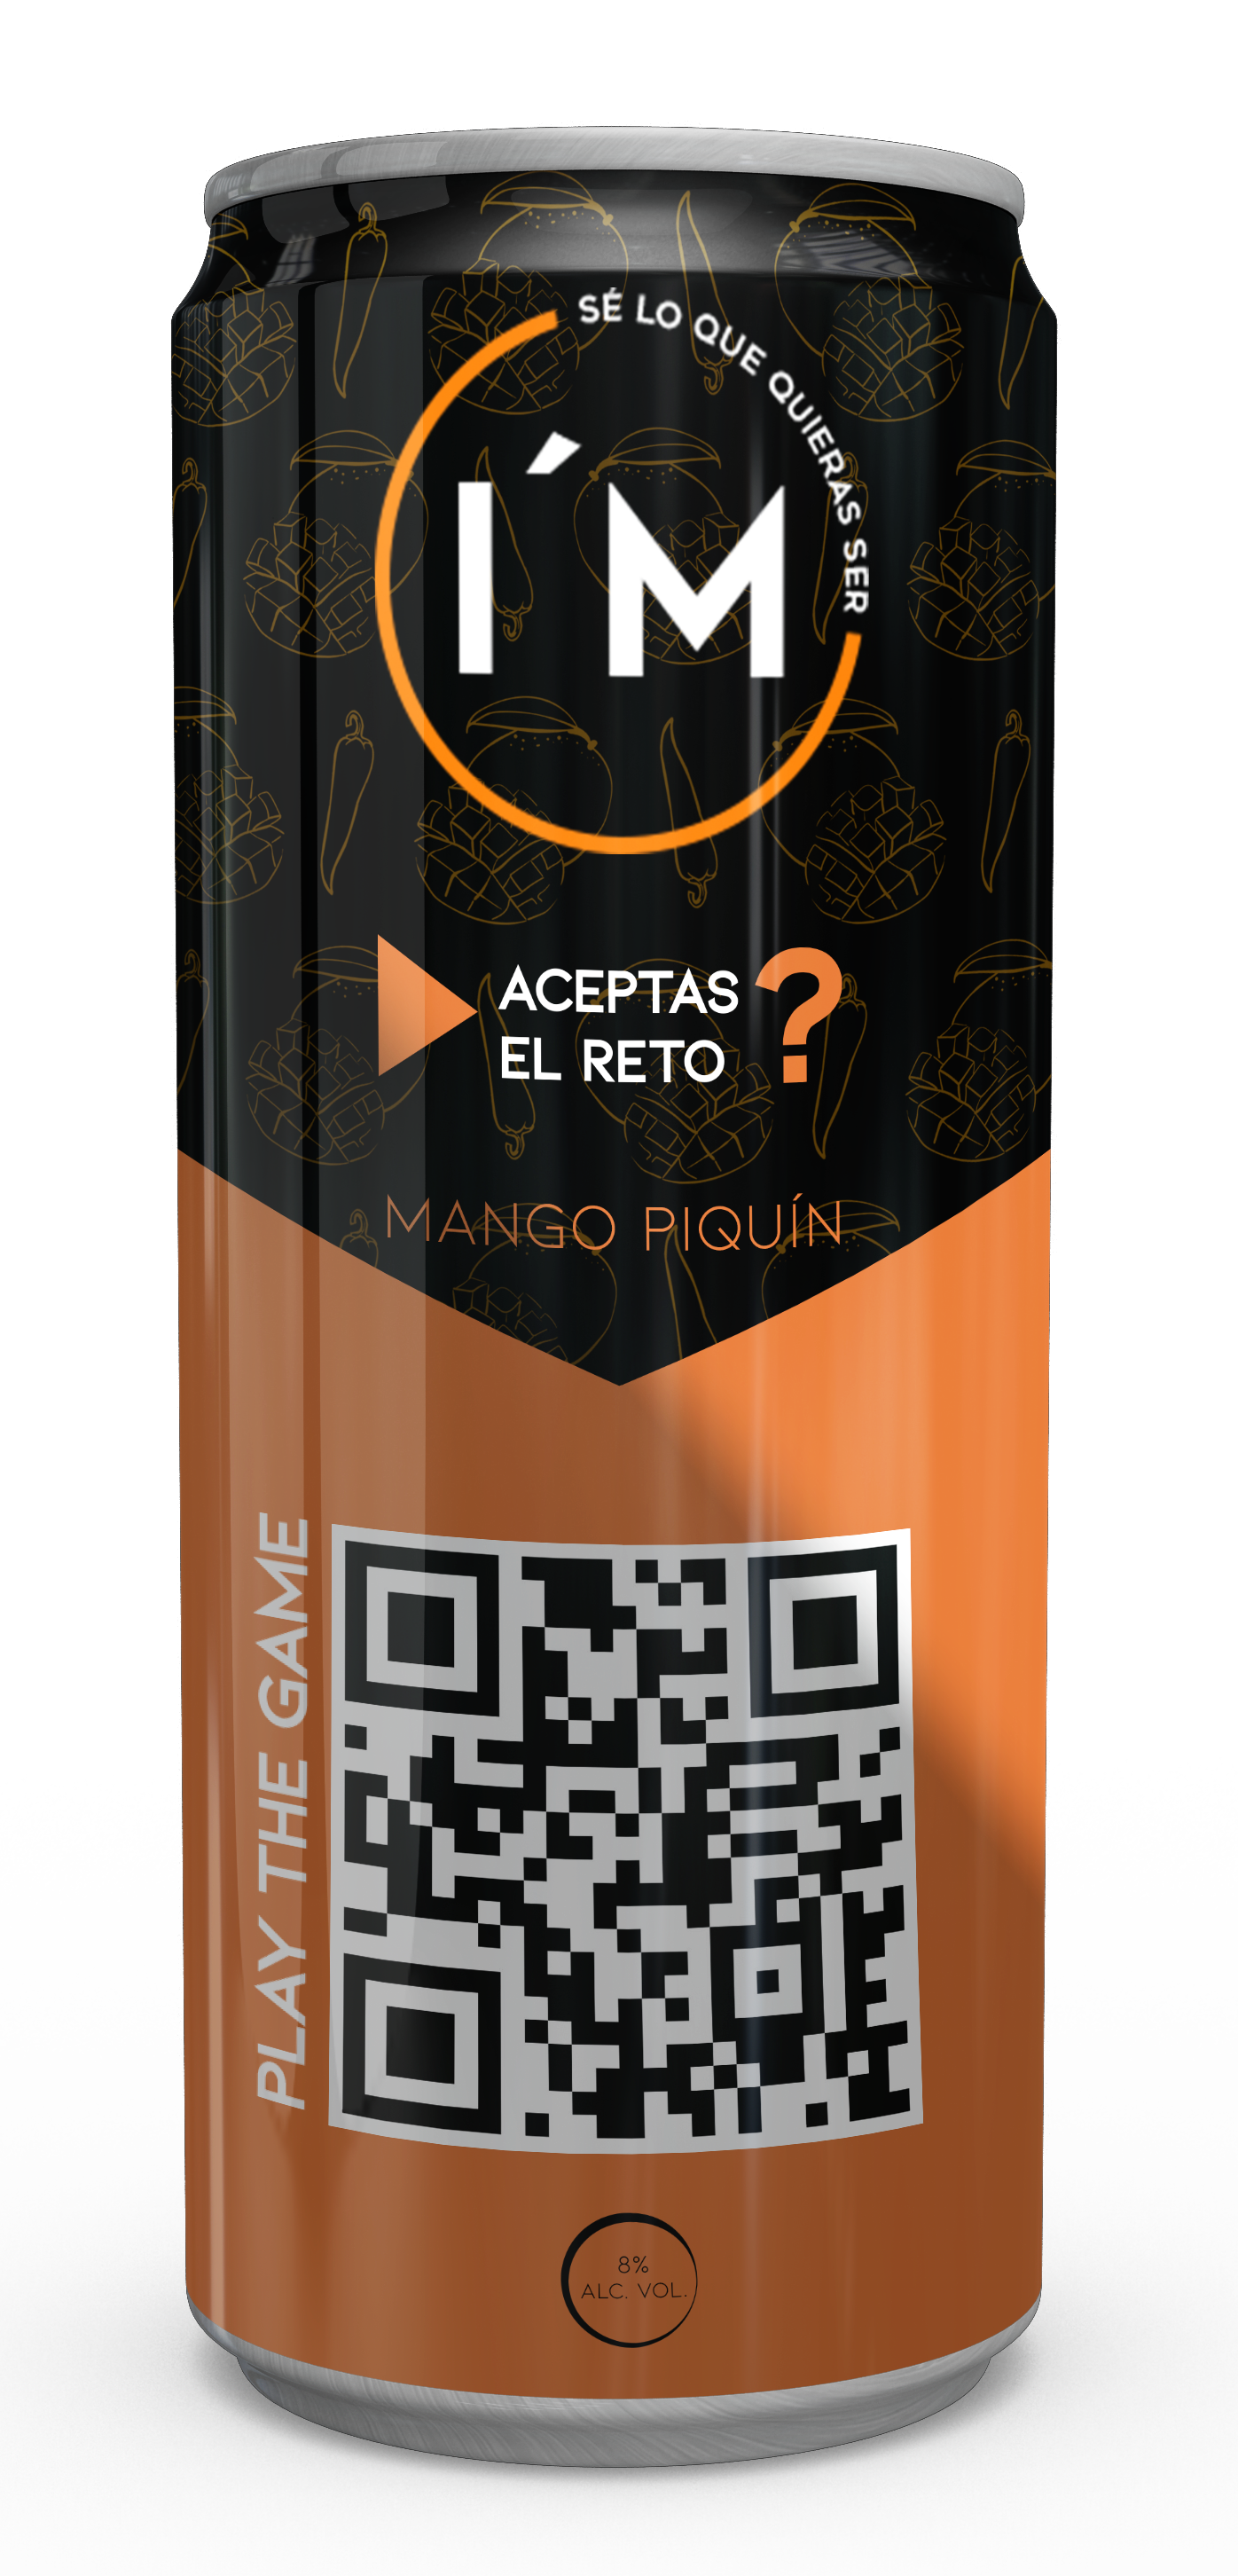 SÉ LO QUE QUIERAS SER
I´M
ACEPTAS
EL RETO ?
MANGO PIQUÍN
PLAY THE GAME
8%
ALC. VOL.